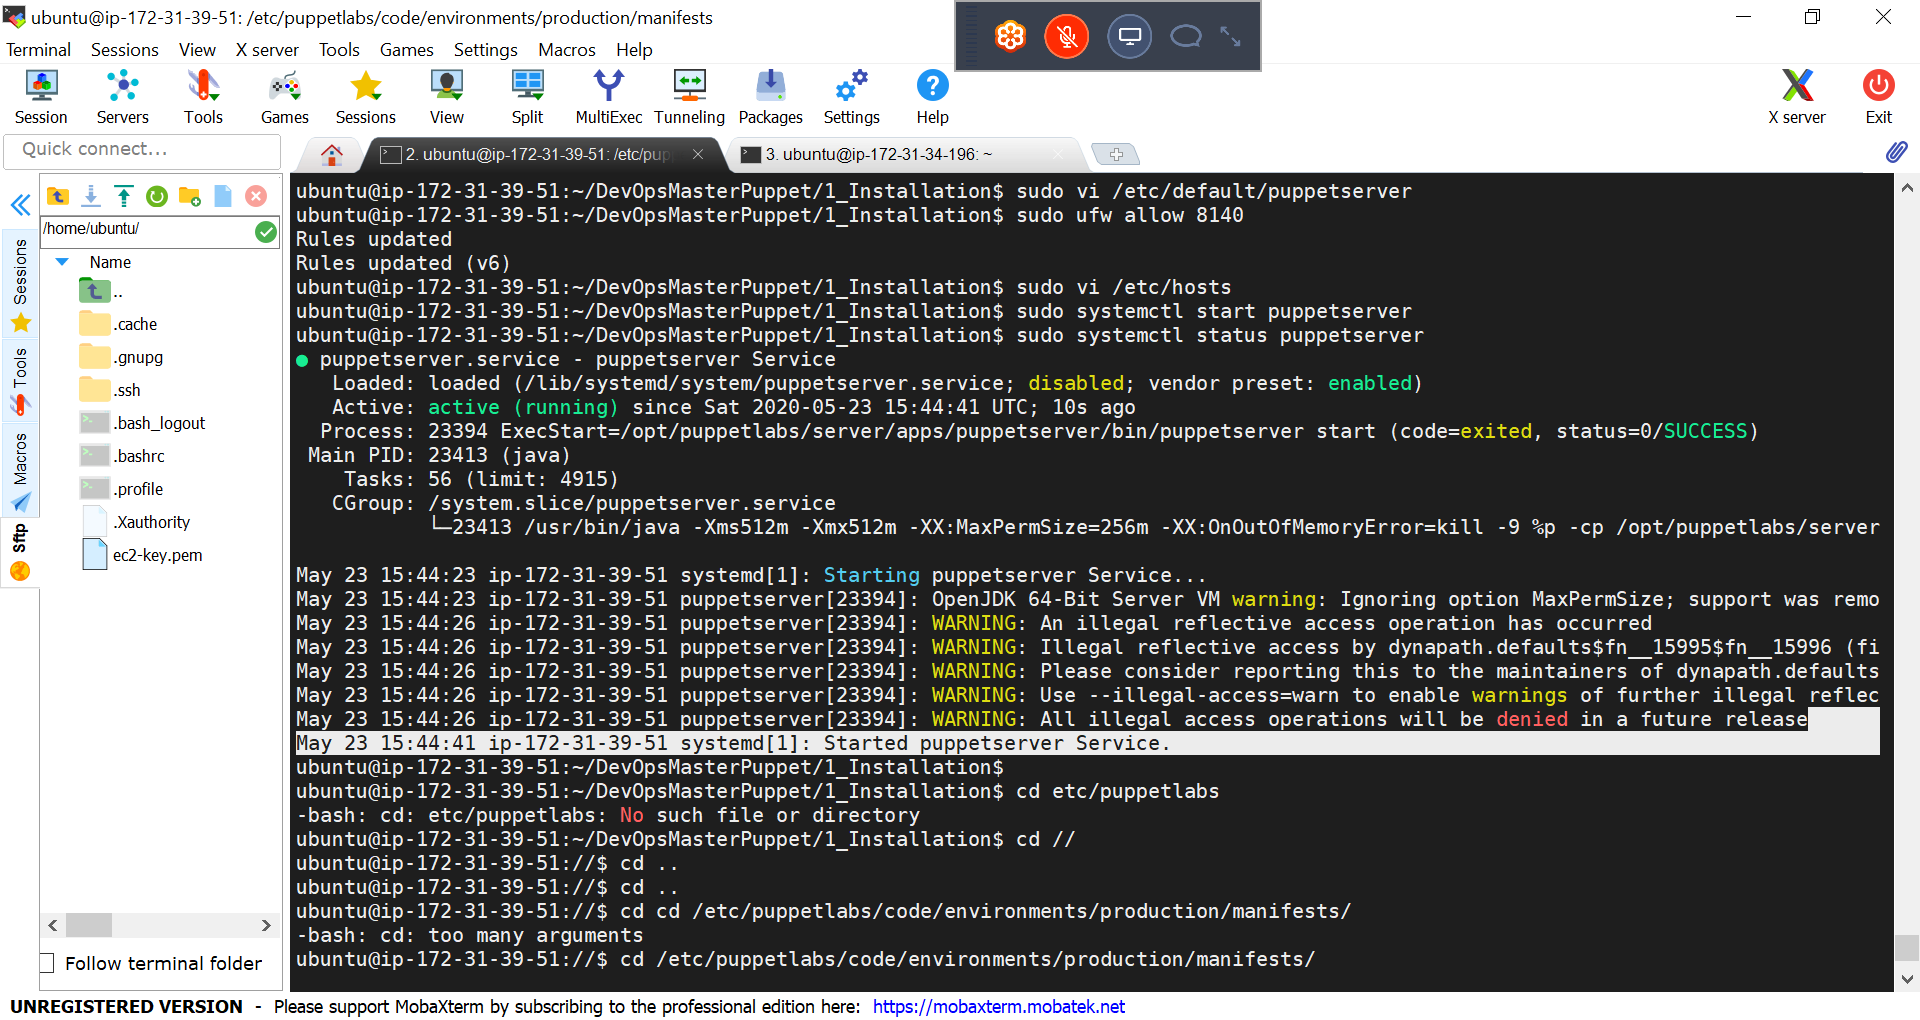 ubuntu@ip-172-31-39-51: /etc/puppetlabs/code/environments/production/manifests
Terminal Sessions View X server Tools Games Settings Macros Help
Session Servers Tools Games Sessions View Split MultiExec Tunneling Packages Settings Help X server Exit
Quick connect...
2. ubuntu@ip-172-31-39-51: /etc/pup
3. ubuntu@ip-172-31-34-196: ~
/home/ubuntu/
Name
..
.cache
.gnupg
.ssh
.bash_logout
.bashrc
.profile
.Xauthority
ec2-key.pem
Sessions
Tools
Macros
Sftp
Follow terminal folder
ubuntu@ip-172-31-39-51:~/DevOpsMasterPuppet/1_Installation$ sudo vi /etc/default/puppetserver
ubuntu@ip-172-31-39-51:~/DevOpsMasterPuppet/1_Installation$ sudo ufw allow 8140
Rules updated
Rules updated (v6)
ubuntu@ip-172-31-39-51:~/DevOpsMasterPuppet/1_Installation$ sudo vi /etc/hosts
ubuntu@ip-172-31-39-51:~/DevOpsMasterPuppet/1_Installation$ sudo systemctl start puppetserver
ubuntu@ip-172-31-39-51:~/DevOpsMasterPuppet/1_Installation$ sudo systemctl status puppetserver
● puppetserver.service - puppetserver Service
Loaded: loaded (/lib/systemd/system/puppetserver.service; disabled; vendor preset: enabled)
Active: active (running) since Sat 2020-05-23 15:44:41 UTC; 10s ago
Process: 23394 ExecStart=/opt/puppetlabs/server/apps/puppetserver/bin/puppetserver start (code=exited, status=0/SUCCESS)
Main PID: 23413 (java)
Tasks: 56 (limit: 4915)
CGroup: /system.slice/puppetserver.service
└─23413 /usr/bin/java -Xms512m -Xmx512m -XX:MaxPermSize=256m -XX:OnOutOfMemoryError=kill -9 %p -cp /opt/puppetlabs/server
May 23 15:44:23 ip-172-31-39-51 systemd[1]: Starting puppetserver Service...
May 23 15:44:23 ip-172-31-39-51 puppetserver[23394]: OpenJDK 64-Bit Server VM warning: Ignoring option MaxPermSize; support was remo
May 23 15:44:26 ip-172-31-39-51 puppetserver[23394]: WARNING: An illegal reflective access operation has occurred
May 23 15:44:26 ip-172-31-39-51 puppetserver[23394]: WARNING: Illegal reflective access by dynapath.defaults$fn__15995$fn__15996 (fi
May 23 15:44:26 ip-172-31-39-51 puppetserver[23394]: WARNING: Please consider reporting this to the maintainers of dynapath.defaults
May 23 15:44:26 ip-172-31-39-51 puppetserver[23394]: WARNING: Use --illegal-access=warn to enable warnings of further illegal reflec
May 23 15:44:26 ip-172-31-39-51 puppetserver[23394]: WARNING: All illegal access operations will be denied in a future release
May 23 15:44:41 ip-172-31-39-51 systemd[1]: Started puppetserver Service.
ubuntu@ip-172-31-39-51:~/DevOpsMasterPuppet/1_Installation$
ubuntu@ip-172-31-39-51:~/DevOpsMasterPuppet/1_Installation$ cd etc/puppetlabs
-bash: cd: etc/puppetlabs: No such file or directory
ubuntu@ip-172-31-39-51:~/DevOpsMasterPuppet/1_Installation$ cd //
ubuntu@ip-172-31-39-51://$ cd ..
ubuntu@ip-172-31-39-51://$ cd ..
ubuntu@ip-172-31-39-51://$ cd cd /etc/puppetlabs/code/environments/production/manifests/
-bash: cd: too many arguments
ubuntu@ip-172-31-39-51://$ cd /etc/puppetlabs/code/environments/production/manifests/
UNREGISTERED VERSION - Please support MobaXterm by subscribing to the professional edition here: https://mobaxterm.mobatek.net